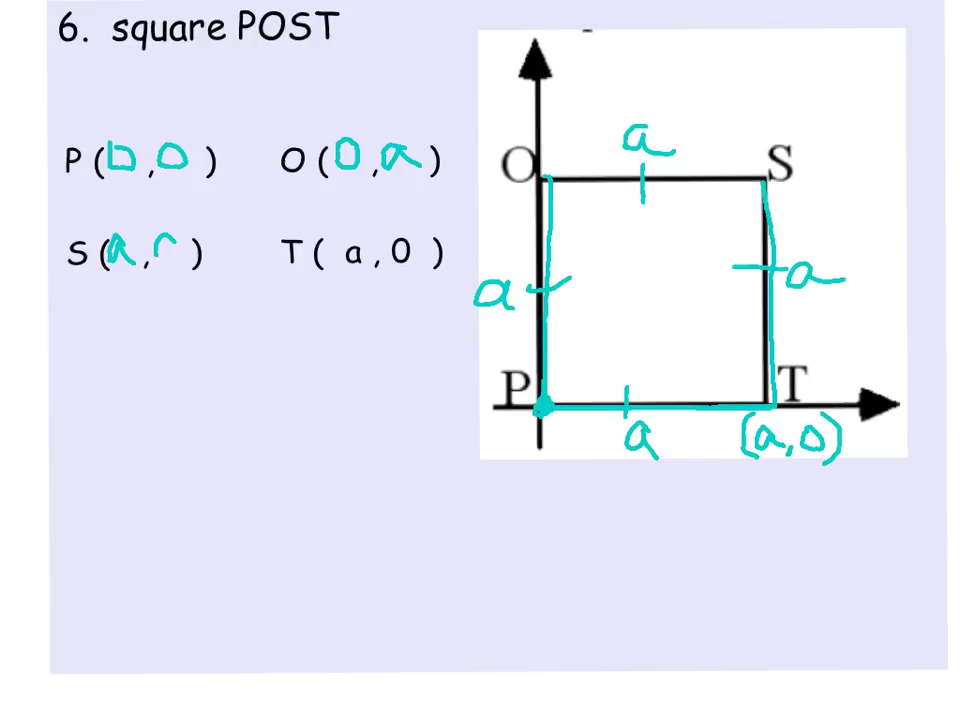 6. square POST
P (0,0) O (0,a)
S (a, ) T ( a , 0 )
a
O S
a a
P T
a (a,0)